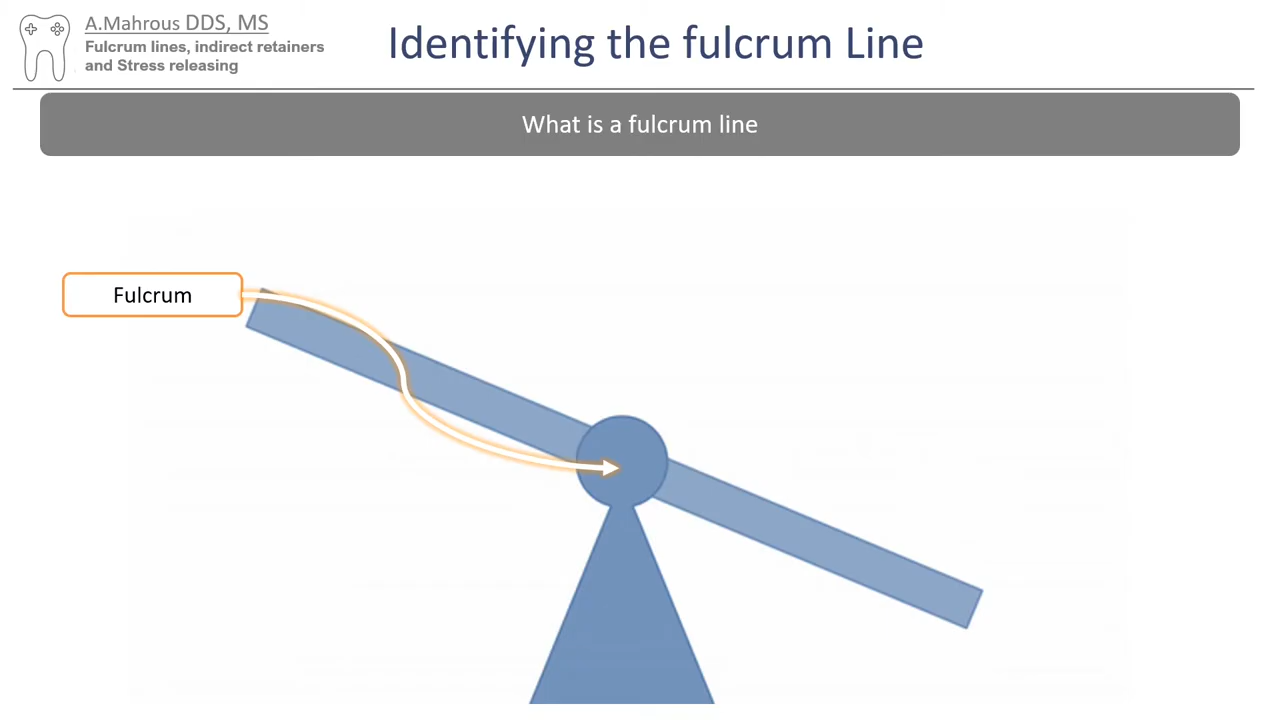 A.Mahrous DDS, MS
Fulcrum lines, indirect retainers
and Stress releasing
Identifying the fulcrum Line
What is a fulcrum line
Fulcrum